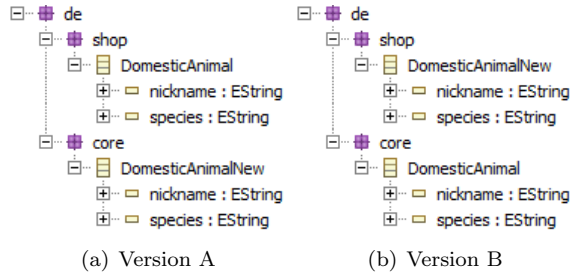 de
shop
DomesticAnimal
nickname : EString
species : EString
core
DomesticAnimalNew
nickname : EString
species : EString
(a) Version A
de
shop
DomesticAnimalNew
nickname : EString
species : EString
core
DomesticAnimal
nickname : EString
species : EString
(b) Version B